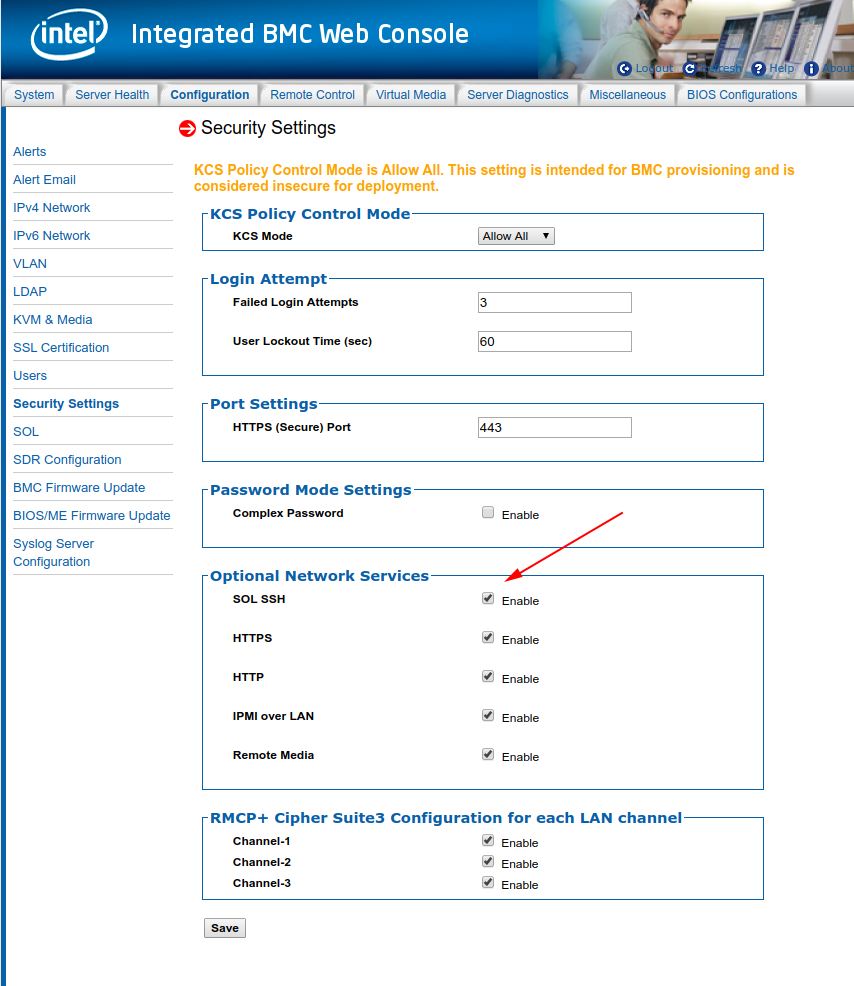 intel® Integrated BMC Web Console
Logout Refresh Help About
System Server Health Configuration Remote Control Virtual Media Server Diagnostics Miscellaneous BIOS Configurations
Security Settings
Alerts
Alert Email
IPv4 Network
IPv6 Network
VLAN
LDAP
KVM & Media
SSL Certification
Users
Security Settings
SOL
SDR Configuration
BMC Firmware Update
BIOS/ME Firmware Update
Syslog Server
Configuration
KCS Policy Control Mode is Allow All. This setting is intended for BMC provisioning and is
considered insecure for deployment.
KCS Policy Control Mode
KCS Mode Allow All
Login Attempt
Failed Login Attempts 3
User Lockout Time (sec) 60
Port Settings
HTTPS (Secure) Port 443
Password Mode Settings
Complex Password Enable
Optional Network Services
SOL SSH Enable
HTTPS Enable
HTTP Enable
IPMI over LAN Enable
Remote Media Enable
RMCP+ Cipher Suite3 Configuration for each LAN channel
Channel-1 Enable
Channel-2 Enable
Channel-3 Enable
Save